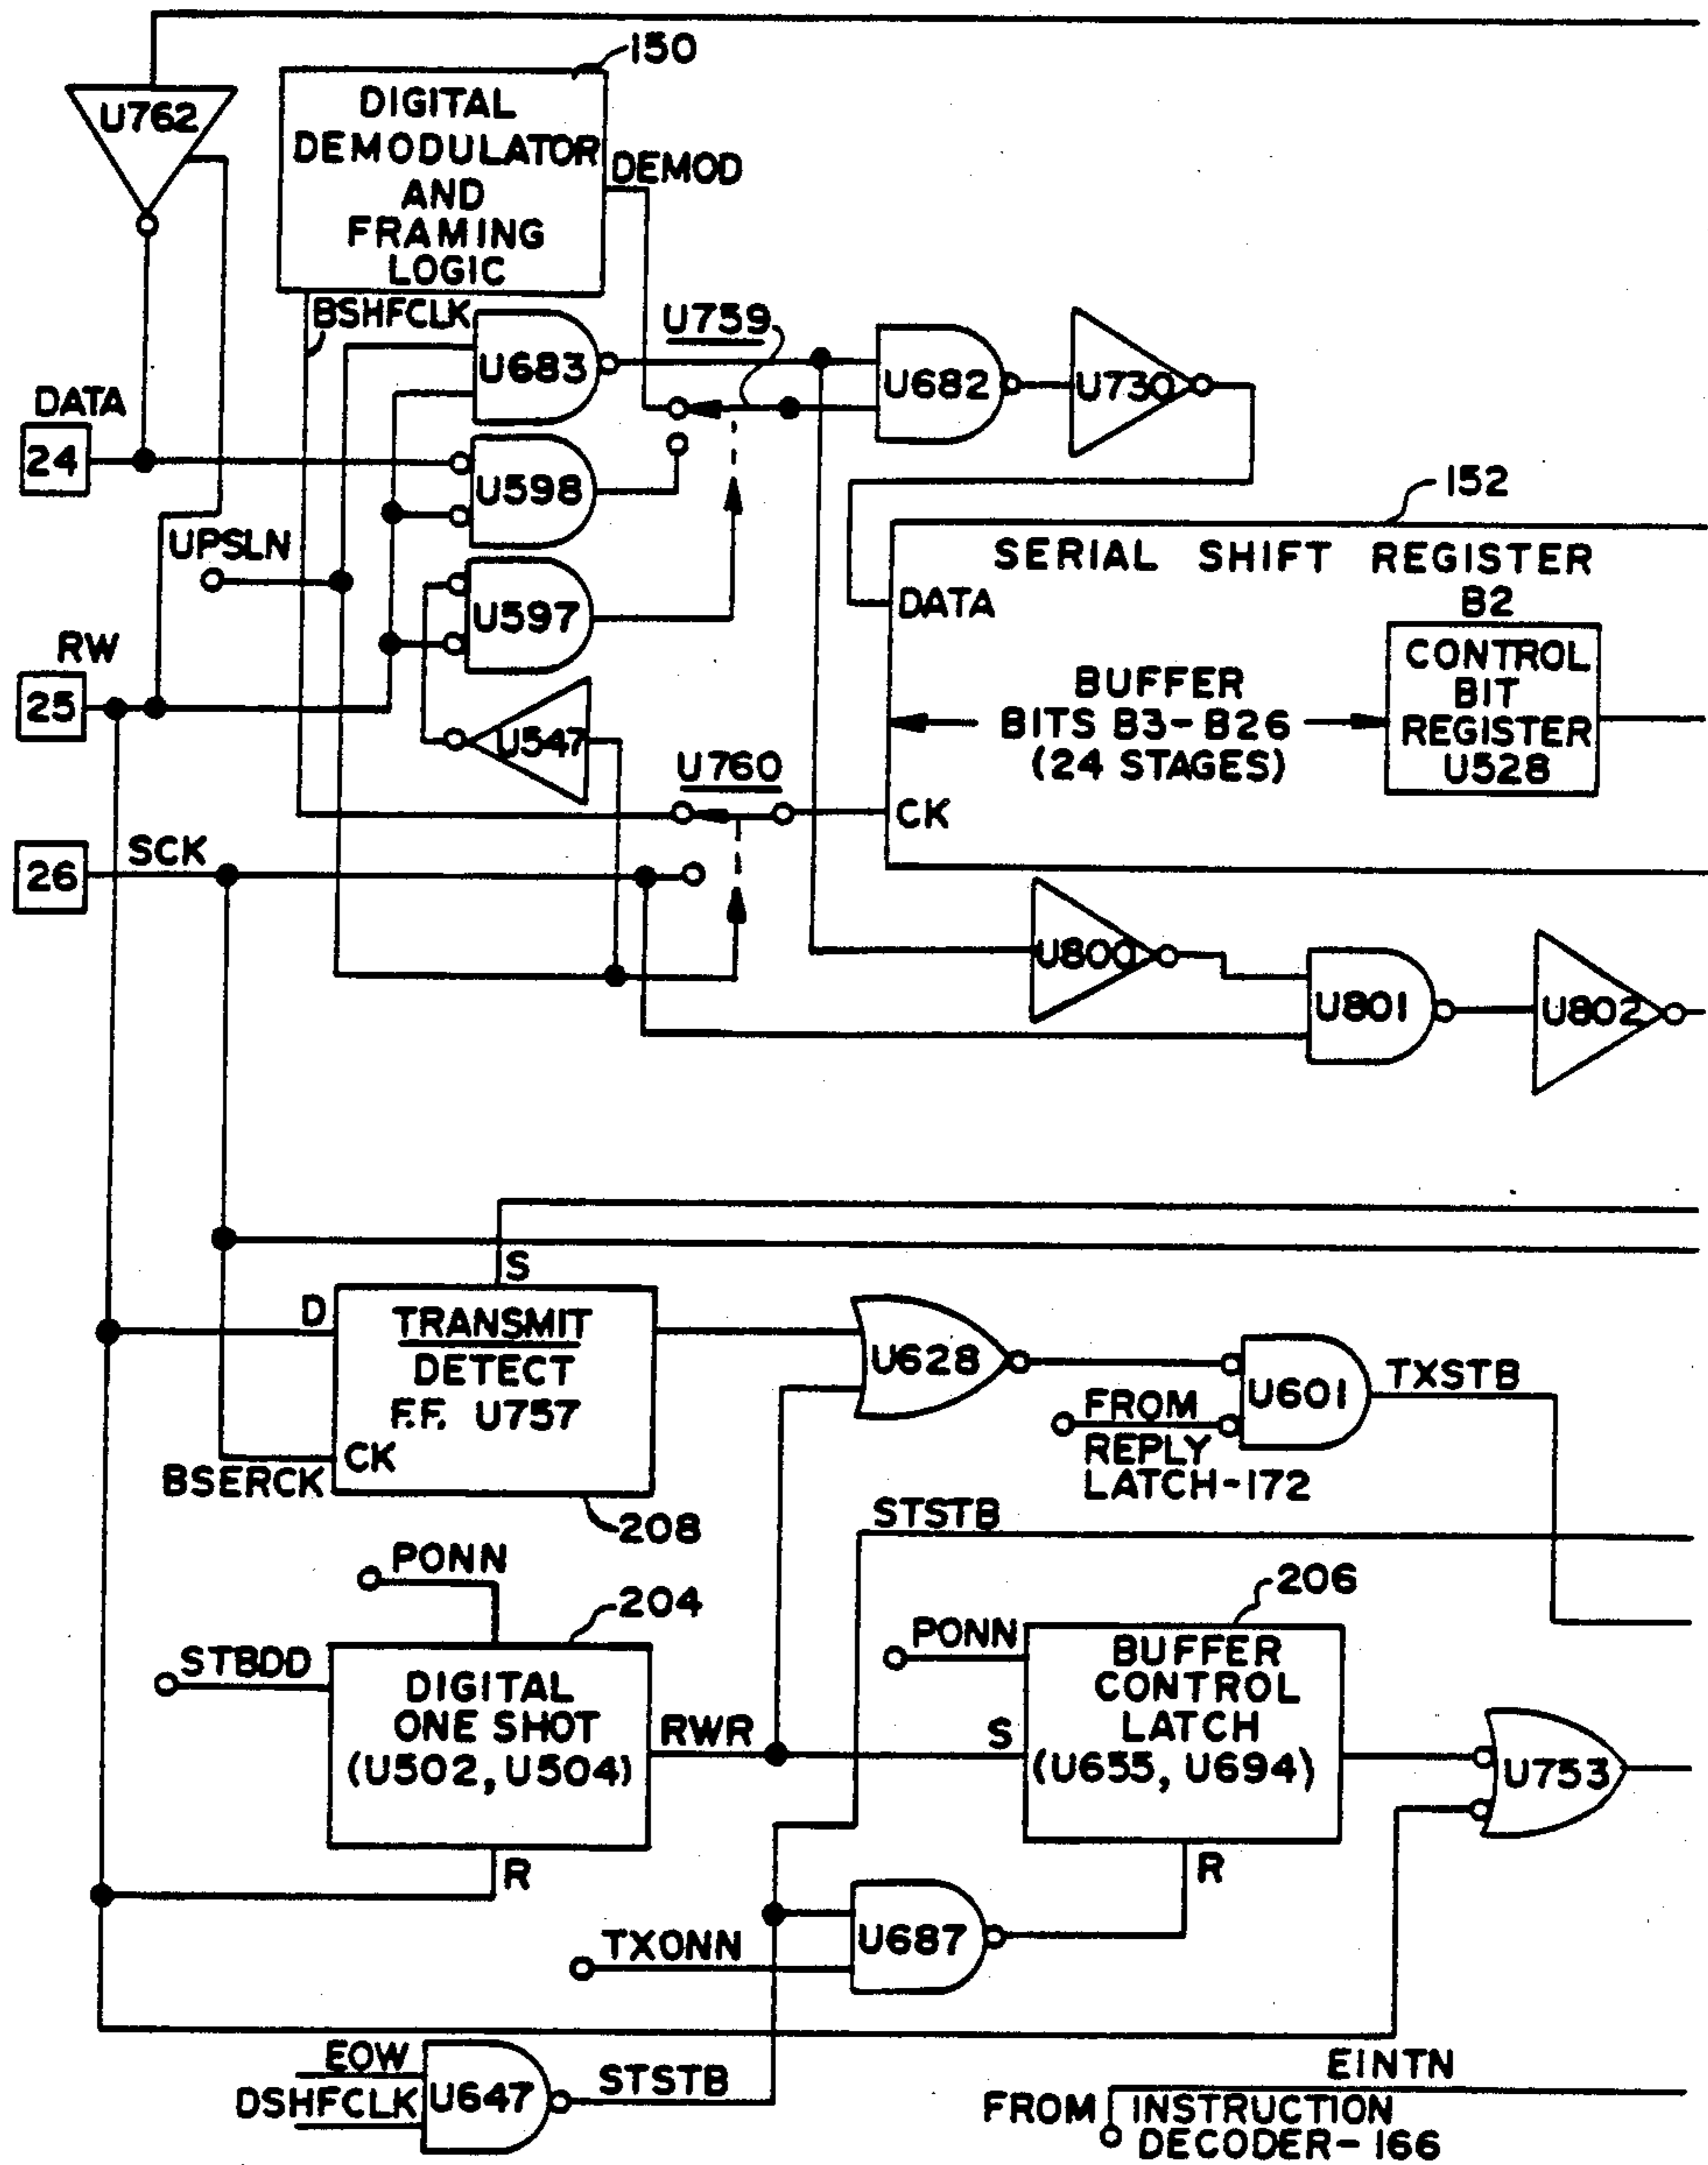 150
U762
DIGITAL
DEMODULATOR
AND
FRAMING
LOGIC
DEMOD
BSHFCLK
U683
U759
U682
U730
DATA
24
U598
152
UPSLN
SERIAL SHIFT REGISTER
B2
DATA
U597
RW
25
CONTROL
BIT
REGISTER
U528
BUFFER
BITS B3-B26
(24 STAGES)
U547
U760
CK
SCK
26
U800
U801
U802
S
D
TRANSMIT
DETECT
F.F. U757
CK
BSERCK
208
U628
U601
TXSTB
FROM
REPLY
LATCH-172
STSTB
PONN
204
206
STBDD
DIGITAL
ONE SHOT
(U502, U504)
RWR
PONN
BUFFER
CONTROL
LATCH
(U655, U694)
S
U753
R
R
U687
TXONN
EOW
DSHFCLK
U647
STSTB
EINTN
FROM INSTRUCTION
DECODER-166